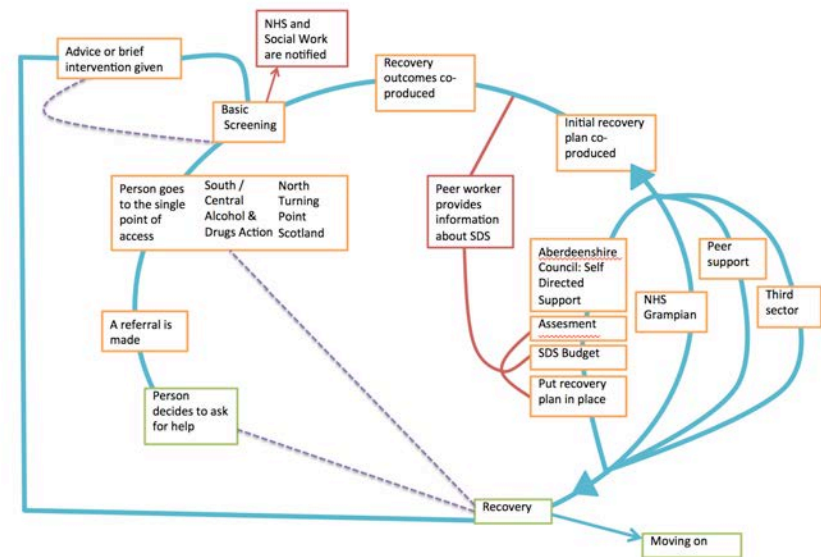 NHS and
Social Work
are notified
Advice or brief
intervention given
Recovery
outcomes co-
produced
Basic
Screening
Initial recovery
plan co-
produced
Person goes
to the single
point of
access
South /
Central
Alcohol &
Drugs Action
North
Turning
Point
Scotland
Peer worker
provides
information
about SDS
Aberdeenshire
Council: Self
Directed
Support
Peer
support
NHS
Grampian
Third
sector
A referral is
made
Assesment
SDS Budget
Put recovery
plan in place
Person
decides to ask
for help
Recovery
Moving on